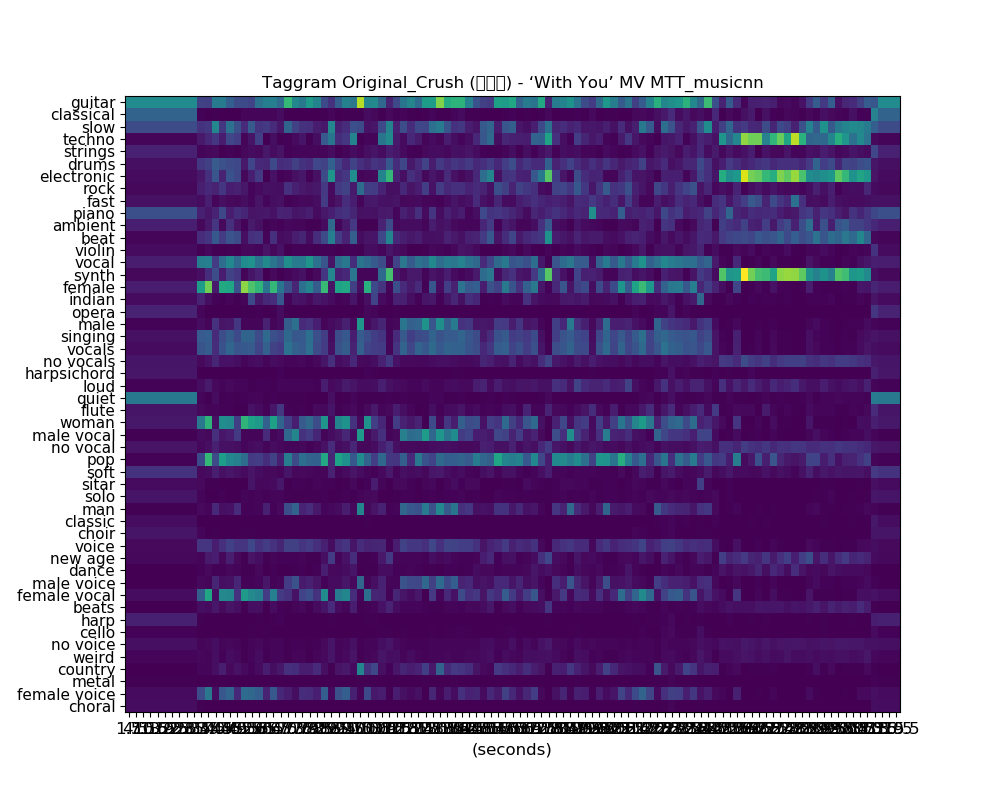 Taggram Original_Crush (▯▯▯) - ‘With You’ MV MTT_musicnn
guitar
classical
slow
techno
strings
drums
electronic
rock
fast
piano
ambient
beat
violin
vocal
synth
female
indian
opera
male
singing
vocals
no vocals
harpsichord
loud
quiet
flute
woman
male vocal
no vocal
pop
soft
sitar
solo
man
classic
choir
voice
new age
dance
male voice
female vocal
beats
harp
cello
no voice
weird
country
metal
female voice
choral
(seconds)